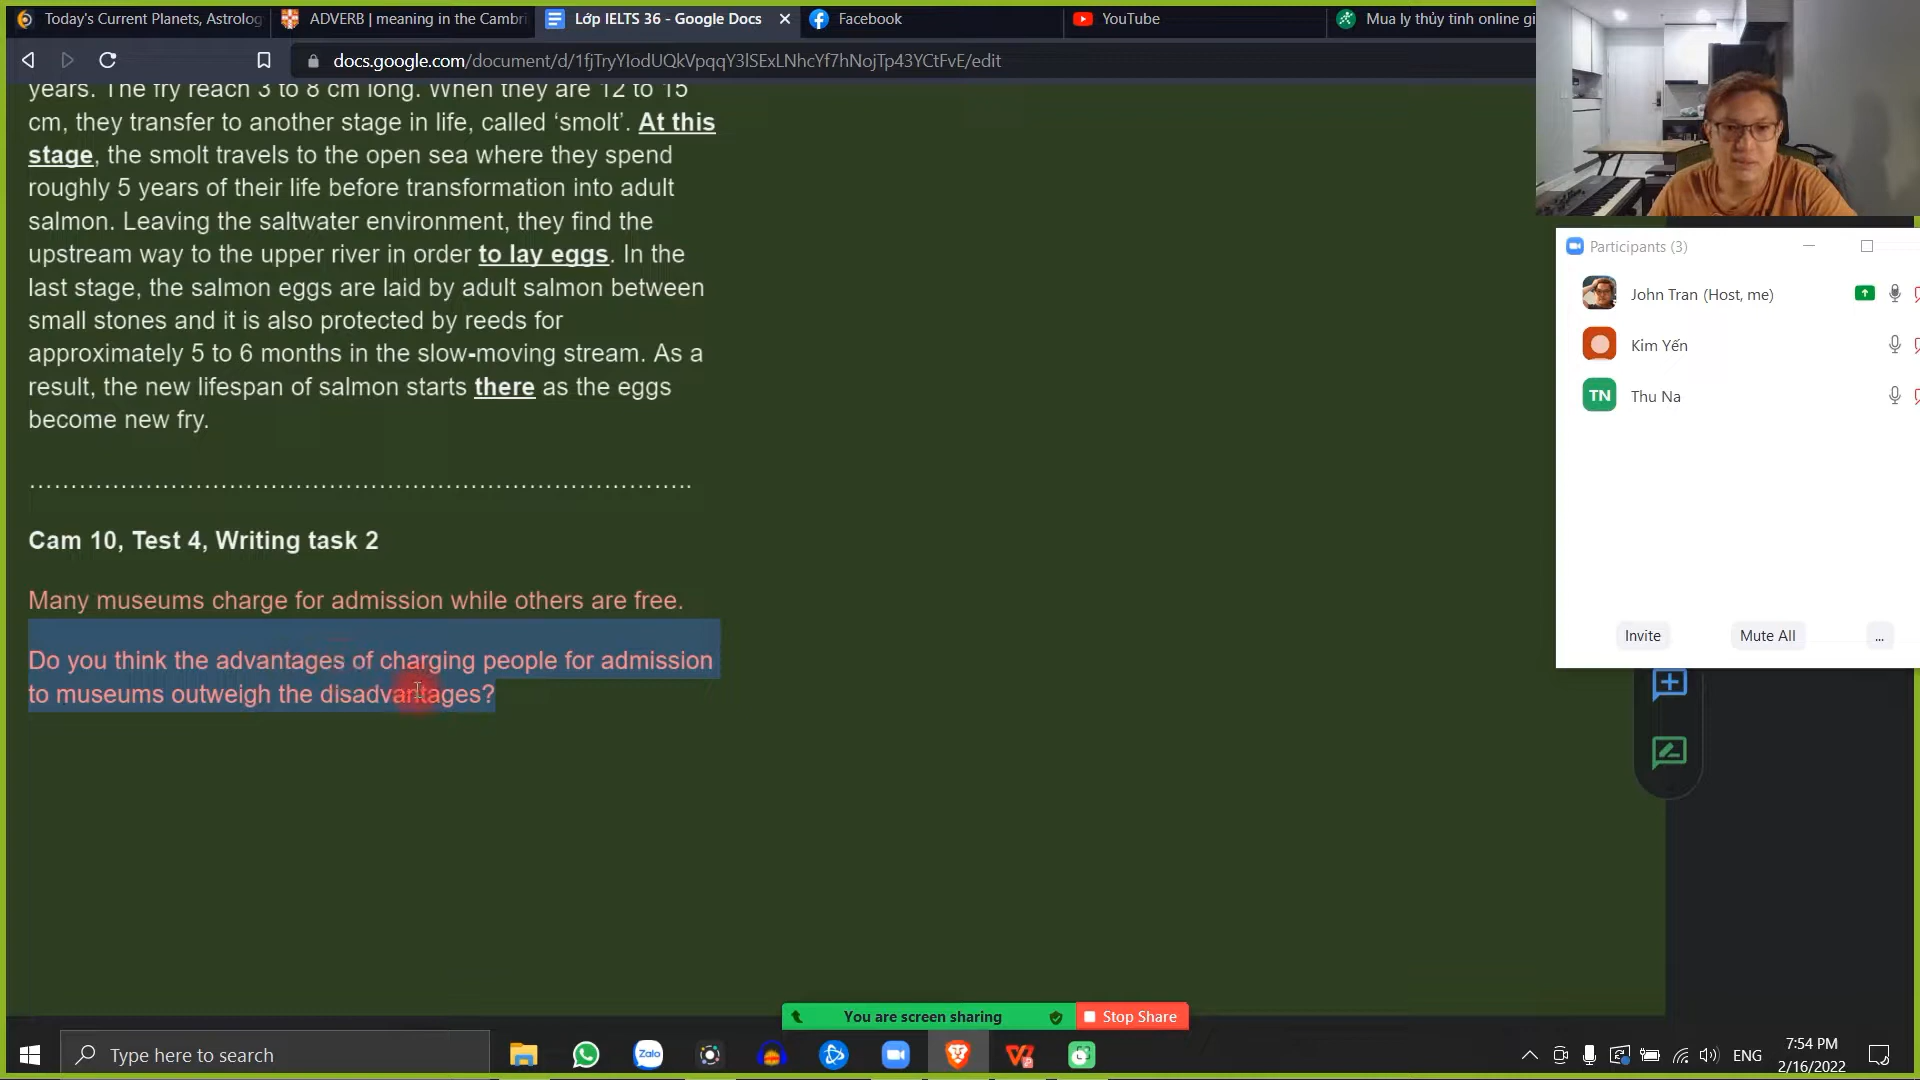 Today's Current Planets, Astrolog
ADVERB | meaning in the Cambri
Lớp IELTS 36 - Google Docs
Facebook
YouTube
Mua ly thủy tinh online gi
docs.google.com/document/d/1fjTryYIodUQkVpqqY3lSExLNhcYf7hNojTp43YCtFvE/edit
years. The fry reach 3 to 8 cm long. When they are 12 to 15
cm, they transfer to another stage in life, called ‘smolt’. At this
stage, the smolt travels to the open sea where they spend
roughly 5 years of their life before transformation into adult
salmon. Leaving the saltwater environment, they find the
upstream way to the upper river in order to lay eggs. In the
last stage, the salmon eggs are laid by adult salmon between
small stones and it is also protected by reeds for
approximately 5 to 6 months in the slow-moving stream. As a
result, the new lifespan of salmon starts there as the eggs
become new fry.
……………………………………………………………………..
Cam 10, Test 4, Writing task 2
Many museums charge for admission while others are free.
Do you think the advantages of charging people for admission
to museums outweigh the disadvantages?
Participants (3)
John Tran (Host, me)
Kim Yến
TN Thu Na
Invite
Mute All
...
You are screen sharing
Stop Share
Type here to search
Zalo
ENG
7:54 PM
2/16/2022